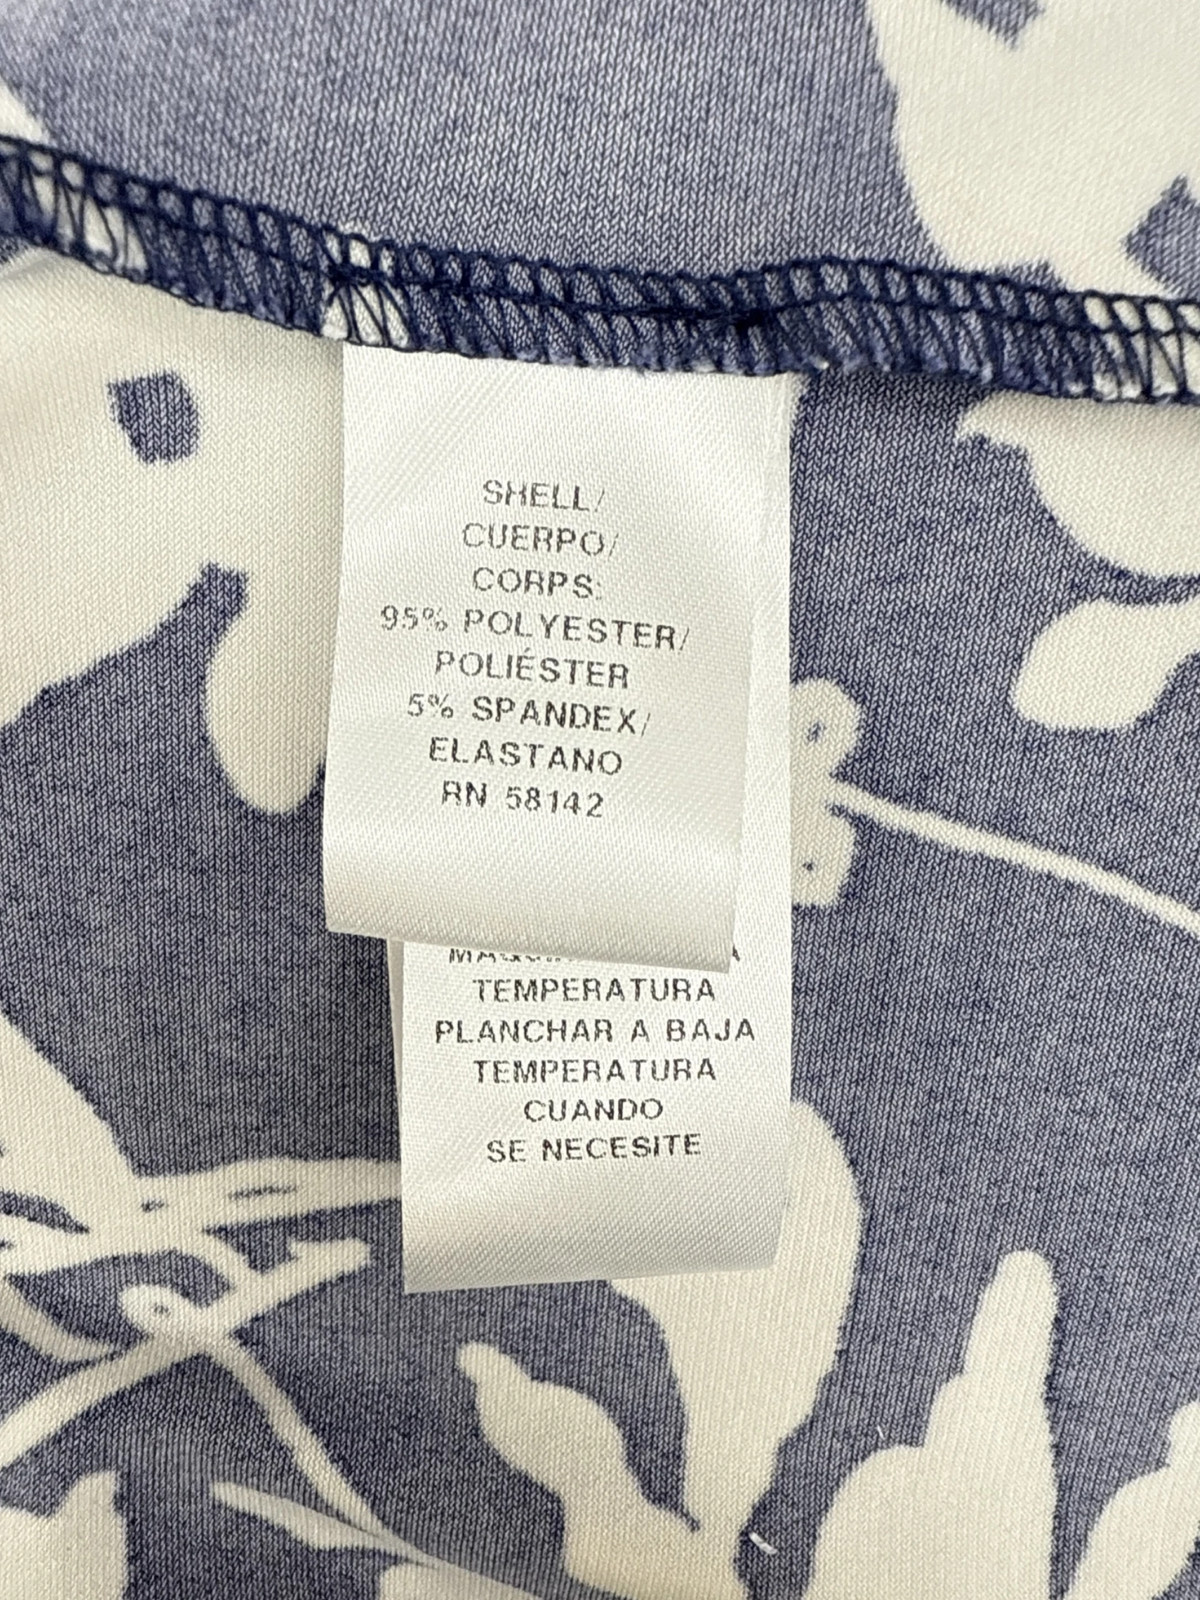 SHELL/
CUERPO/
CORPS:
95% POLYESTER/
POLIÉSTER
5% SPANDEX/
ELASTANO
RN 58142
TEMPERATURA
PLANCHAR A BAJA
TEMPERATURA
CUANDO
SE NECESITE